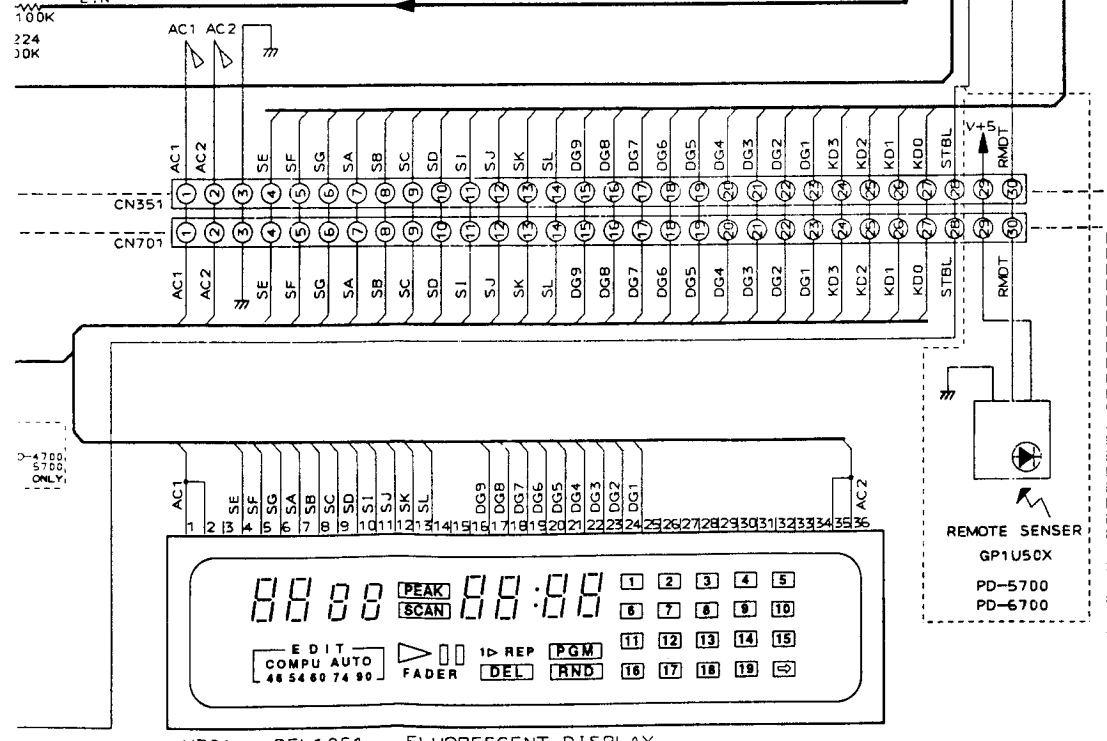 100K
224
AC1 AC2
AC1 AC2 SE SF SG SA SB SC SD SI SJ SK SL DG9 DG8 DG7 DG6 DG5 DG4 DG3 DG2 DG1 KD3 KD2 KD1 KD0 STBL V+5 RMDT
CN351 1 2 3 4 5 6 7 8 9 10 11 12 13 14 15 16 17 18 19 20 21 22 23 24 25 26 27 28 29 30
CN701 1 2 3 4 5 6 7 8 9 10 11 12 13 14 15 16 17 18 19 20 21 22 23 24 25 26 27 28 29 30
AC1 AC2 SE SF SG SA SB SC SD SI SJ SK SL DG9 DG8 DG7 DG6 DG5 DG4 DG3 DG2 DG1 KD3 KD2 KD1 KD0 STBL RMDT
5700
ONLY
AC1 SE SF SG SA SB SC SD SI SJ SK SL DG9 DG8 DG7 DG6 DG5 DG4 DG3 DG2 DG1 AC2
1 2 3 4 5 6 7 8 9 10 11 12 13 14 15 16 17 18 19 20 21 22 23 24 25 26 27 28 29 30 31 32 33 34 35 36
REMOTE SENSER
GP1U50X
PD-5700
PD-6700
88 88 PEAK 88:88 1 2 3 4 5
SCAN 6 7 8 9 10
EDIT
COMPU AUTO
46 54 60 74 90
FADER
1▷ REP PGM
DEL RND
11 12 13 14 15
16 17 18 19 ⇨
FLUORESCENT DISPLAY